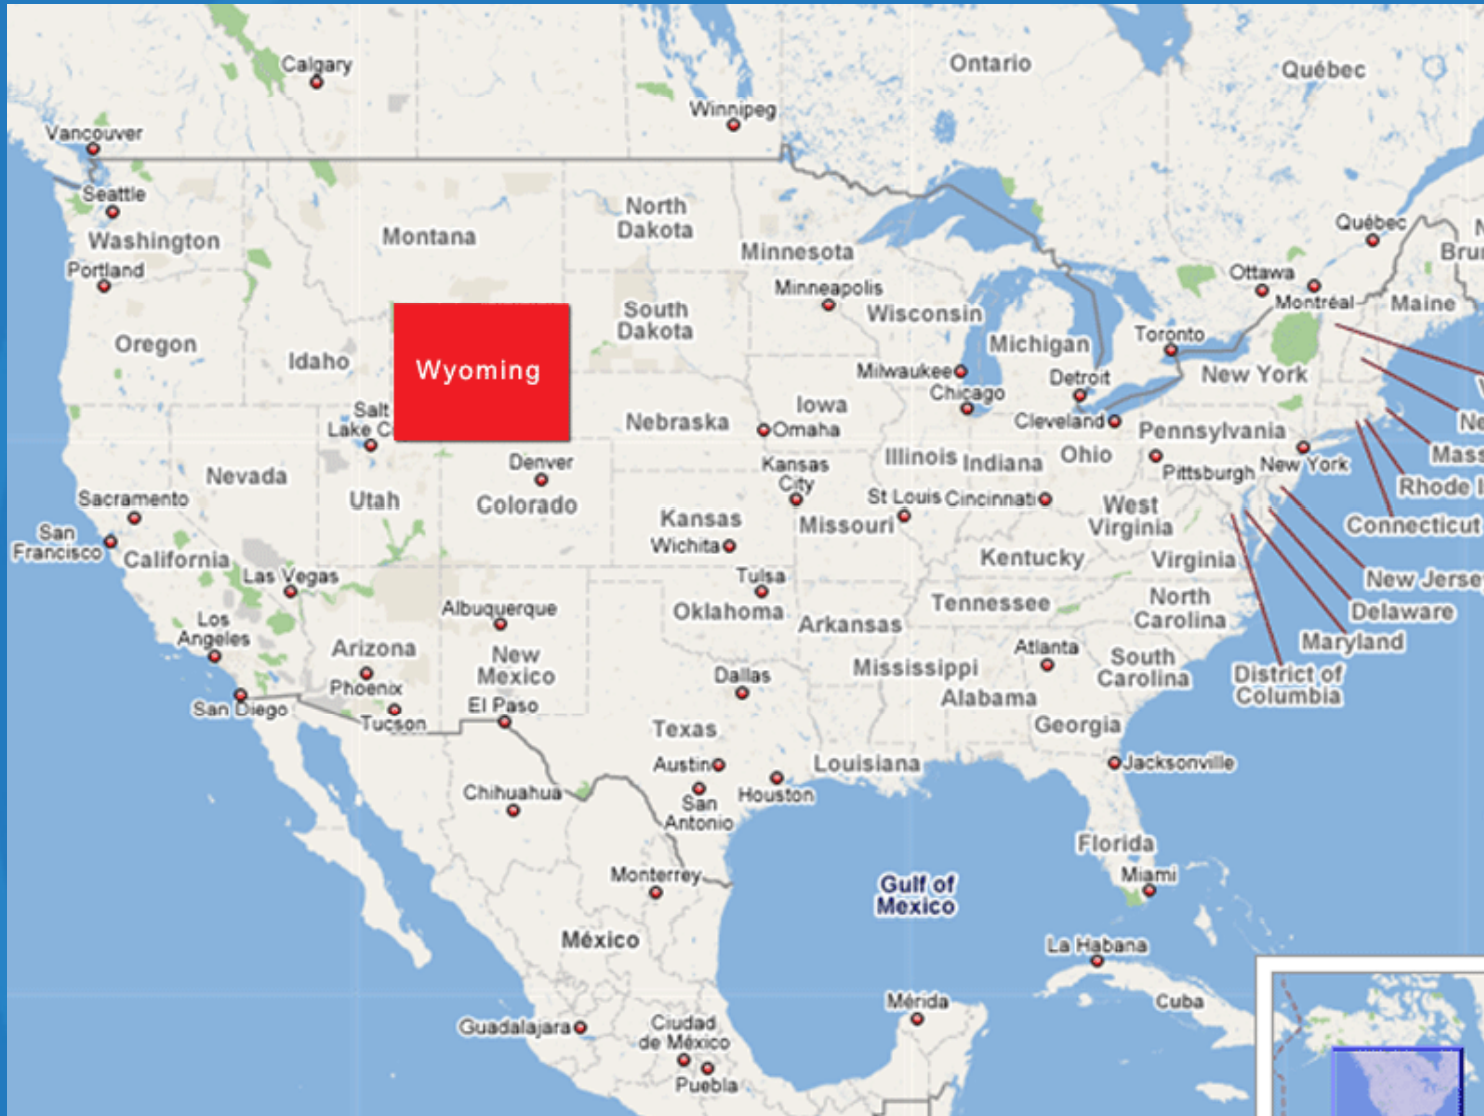 Calgary
Ontario
Québec
Winnipeg
Vancouver
Seattle
Washington
Montana
North
Dakota
Minnesota
Québec
Ottawa
Montréal
Maine
Portland
Minneapolis
Wisconsin
Michigan
Toronto
Oregon
Idaho
Wyoming
South
Dakota
Milwaukee
Chicago
Detroit
New York
Salt
Lake
Nebraska
Iowa
Omaha
Cleveland
Pennsylvania
Nevada
Denver
Kansas
City
Illinois
Indiana
Ohio
Pittsburgh
New York
Rhode
Sacramento
Utah
Colorado
Kansas
Missouri
St Louis
Cincinnati
West
Virginia
Connecticut
San
Francisco
California
Wichita
Kentucky
Virginia
New Jerse
Las Vegas
Albuquerque
Tulsa
Oklahoma
Arkansas
Tennessee
North
Carolina
Delaware
Los
Angeles
Arizona
New
Mexico
Mississippi
Atlanta
South
Carolina
Maryland
Phoenix
Dallas
Alabama
District of
Columbia
San Diego
Tucson
El Paso
Texas
Georgia
Austin
Louisiana
Jacksonville
Chihuahua
San
Antonio
Houston
Florida
Monterrey
Gulf of
Mexico
Miami
México
La Habana
Mérida
Cuba
Guadalajara
Ciudad
de México
Puebla